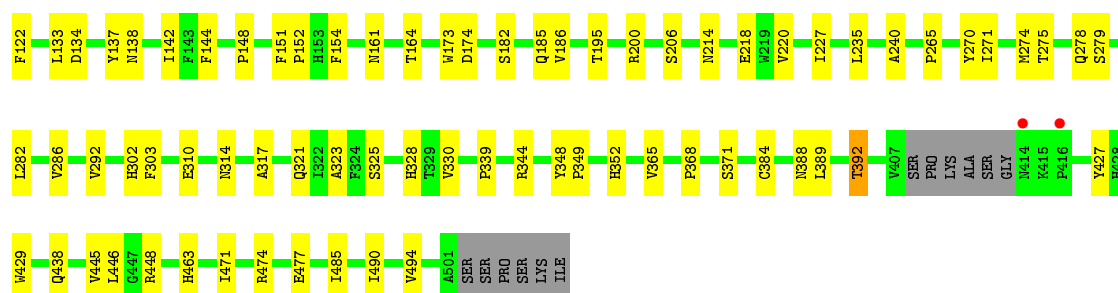 F122 L133 D134 Y137 N138 I142 F143 F144 P148 F151 P152 H153 F154 N161 T164 W173 D174 S182 Q185 V186 T195 R200 S206 N214 E218 W219 V220 I227 L235 A240 P265 Y270 I271 M274 T275 Q278 S279
L282 V286 V292 H302 F303 E310 N314 A317 Q321 I322 A323 F324 S325 H328 T329 V330 P339 R344 Y348 P349 H352 V365 P368 S371 C384 N388 L389 T392 V407 SER PRO LYS ALA SER GLY N414 K415 P416 Y427
W429 Q438 V445 L446 G447 R448 H463 I471 R474 E477 I485 I490 V494 A501 SER SER PRO SER LYS ILE